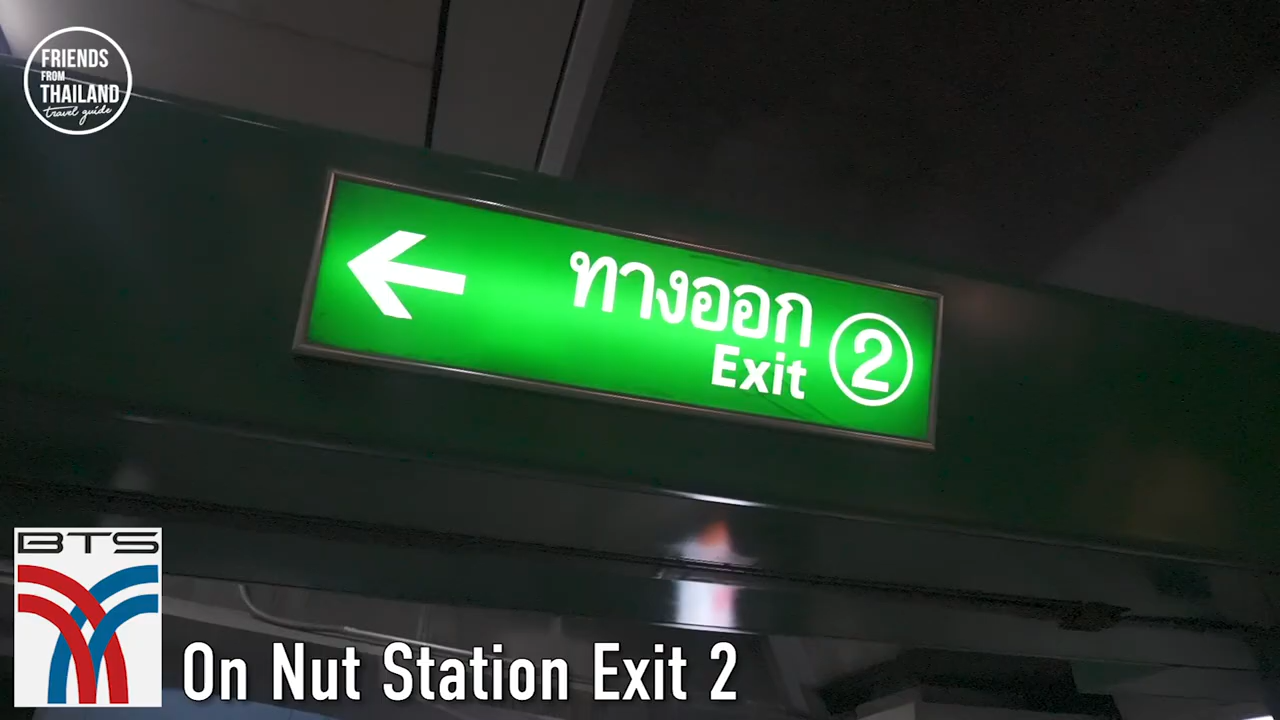 FRIENDS
FROM
THAILAND
travel guide
ทางออก
Exit
2
BTS
On Nut Station Exit 2